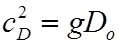 $c_D^2 = gD_o$